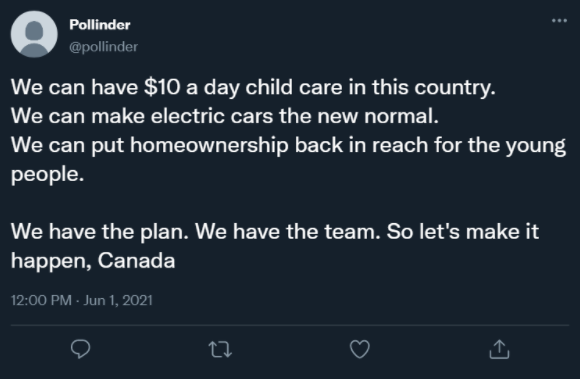 Pollinder
@pollinder
We can have $10 a day child care in this country.
We can make electric cars the new normal.
We can put homeownership back in reach for the young
people.
We have the plan. We have the team. So let's make it
happen, Canada
12:00 PM · Jun 1, 2021